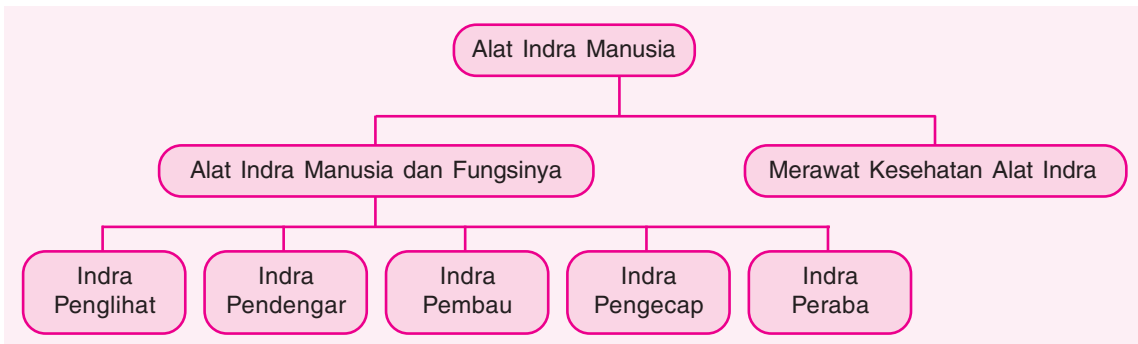 Alat Indra Manusia
Alat Indra Manusia dan Fungsinya
Merawat Kesehatan Alat Indra
Indra
Penglihat
Indra
Pendengar
Indra
Pembau
Indra
Pengecap
Indra
Peraba